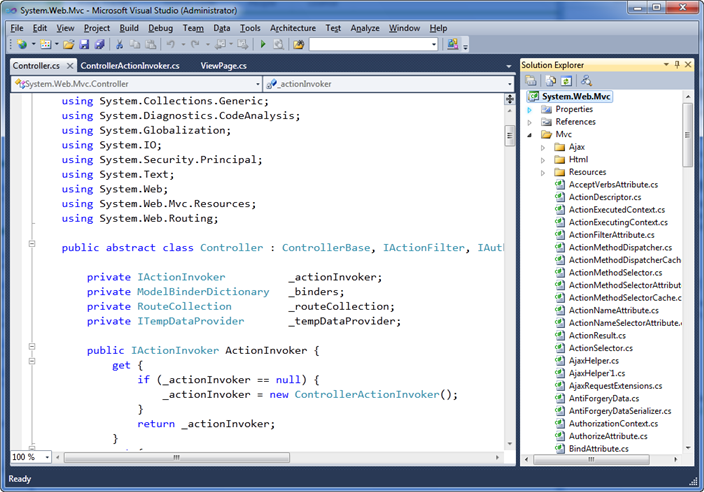 System.Web.Mvc - Microsoft Visual Studio (Administrator)
File Edit View Project Build Debug Team Data Tools Architecture Test Analyze Window Help
Controller.cs ControllerActionInvoker.cs ViewPage.cs
System.Web.Mvc.Controller _actionInvoker
using System.Collections.Generic;
using System.Diagnostics.CodeAnalysis;
using System.Globalization;
using System.IO;
using System.Security.Principal;
using System.Text;
using System.Web;
using System.Web.Mvc.Resources;
using System.Web.Routing;
public abstract class Controller : ControllerBase, IActionFilter, IAut
private IActionInvoker _actionInvoker;
private ModelBinderDictionary _binders;
private RouteCollection _routeCollection;
private ITempDataProvider _tempDataProvider;
public IActionInvoker ActionInvoker {
get {
if (_actionInvoker == null) {
_actionInvoker = new ControllerActionInvoker();
}
return _actionInvoker;
}
100 %
Solution Explorer
System.Web.Mvc
Properties
References
Mvc
Ajax
Html
Resources
AcceptVerbsAttribute.cs
ActionDescriptor.cs
ActionExecutedContext.cs
ActionExecutingContext.cs
ActionFilterAttribute.cs
ActionMethodDispatcher.cs
ActionMethodDispatcherCach
ActionMethodSelector.cs
ActionMethodSelectorAttribut
ActionMethodSelectorCache.cs
ActionNameAttribute.cs
ActionNameSelectorAttribute.c
ActionResult.cs
ActionSelector.cs
AjaxHelper.cs
AjaxHelper1.cs
AjaxRequestExtensions.cs
AntiForgeryData.cs
AntiForgeryDataSerializer.cs
AuthorizationContext.cs
AuthorizeAttribute.cs
BindAttribute.cs
Ready